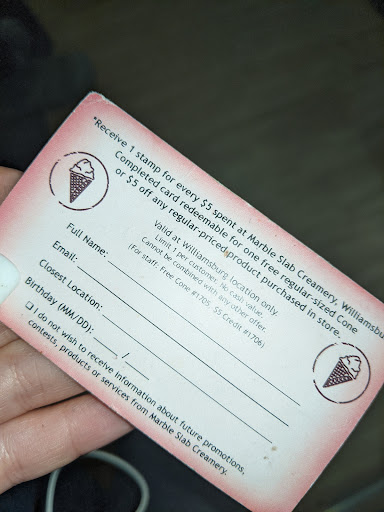 *Receive 1 stamp for every $5 spent at Marble Slab Creamery, Williamsbu
Completed card redeemable for one free regular-sized Cone
or $5 off any regular-priced product purchased in store.
Valid at Williamsburg location only.
Limit 1 per customer. No cash value.
Cannot be combined with any other offer.
(For staff: Free Cone #1705, $5 Credit #1706)
Full Name:
Email:
Closest Location:
Birthday (MM/DD): / 
I do not wish to receive information about future promotions,
contests, products or services from Marble Slab Creamery.